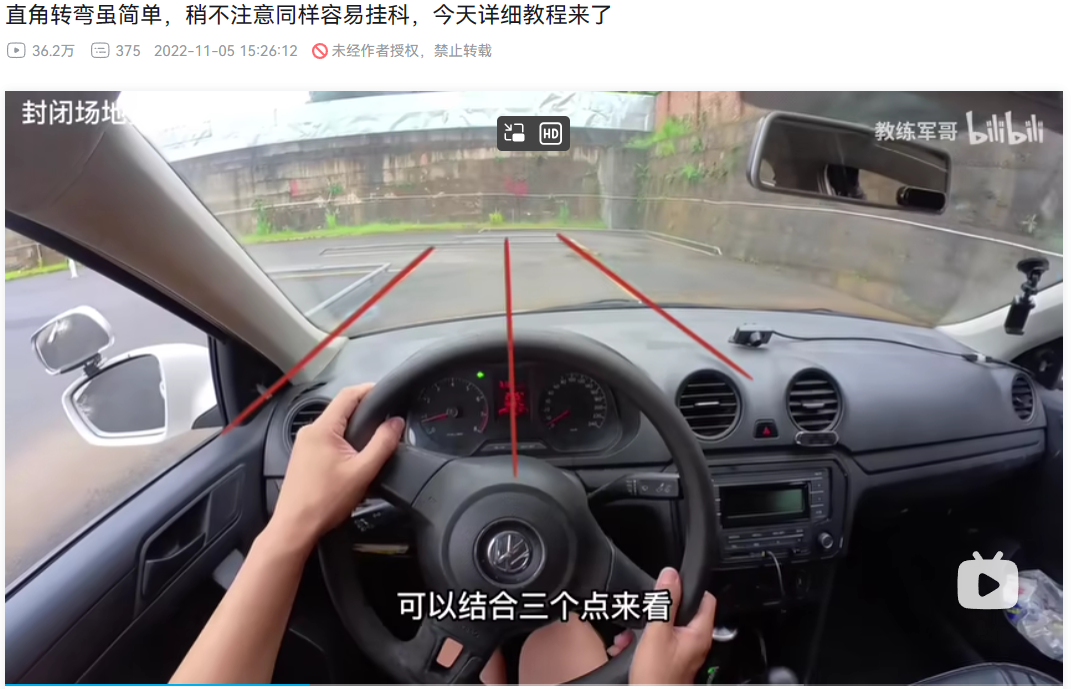 直角转弯虽简单，稍不注意同样容易挂科，今天详细教程来了
36.2万 375 2022-11-05 15:26:12 未经作者授权，禁止转载
封闭场地
HD
教练军哥 bilibili
可以结合三个点来看